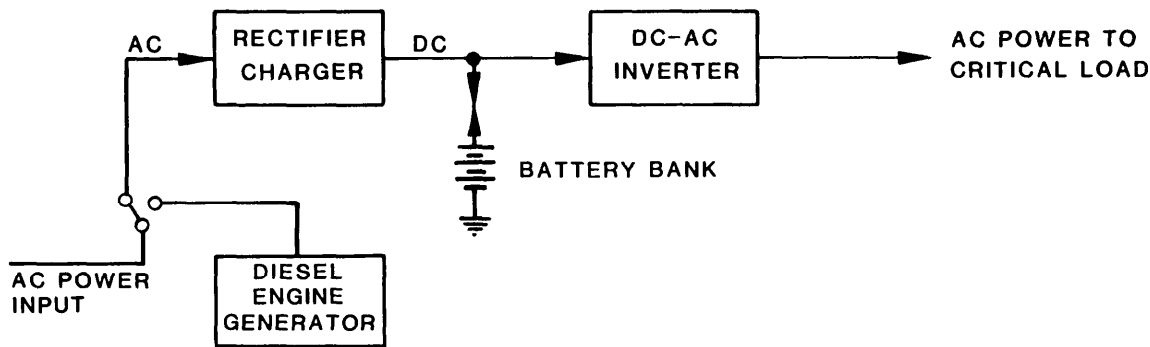 AC
RECTIFIER
CHARGER
DC
DC-AC
INVERTER
AC POWER TO
CRITICAL LOAD
BATTERY BANK
AC POWER
INPUT
DIESEL
ENGINE
GENERATOR